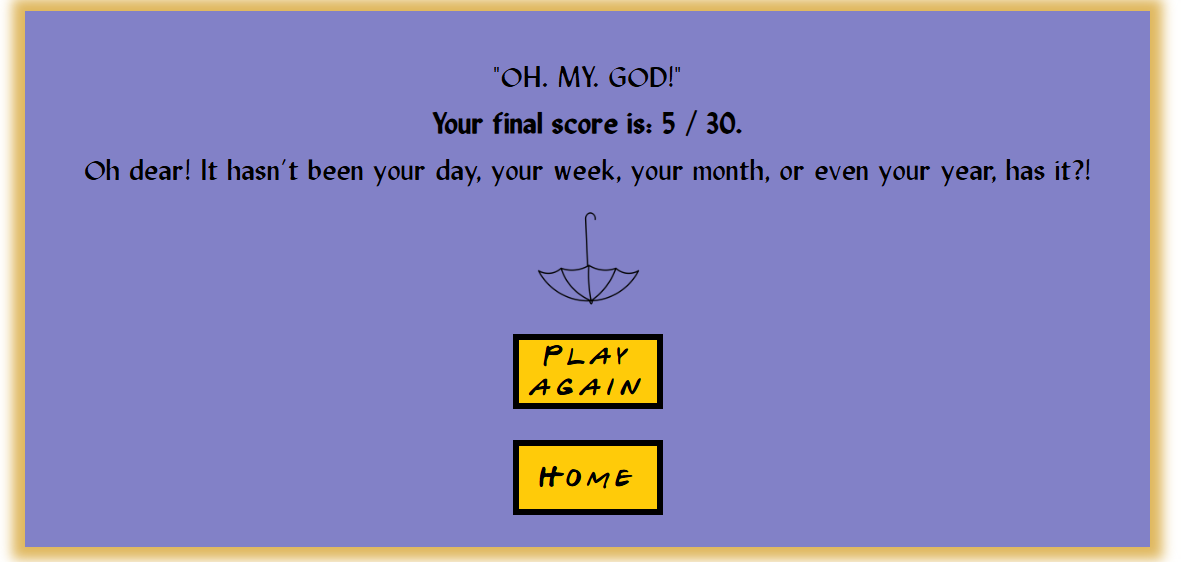 "OH. MY. GOD!"
Your final score is: 5 / 30.
Oh dear! It hasn't been your day, your week, your month, or even your year, has it?!
PLAY
AGAIN
HOME